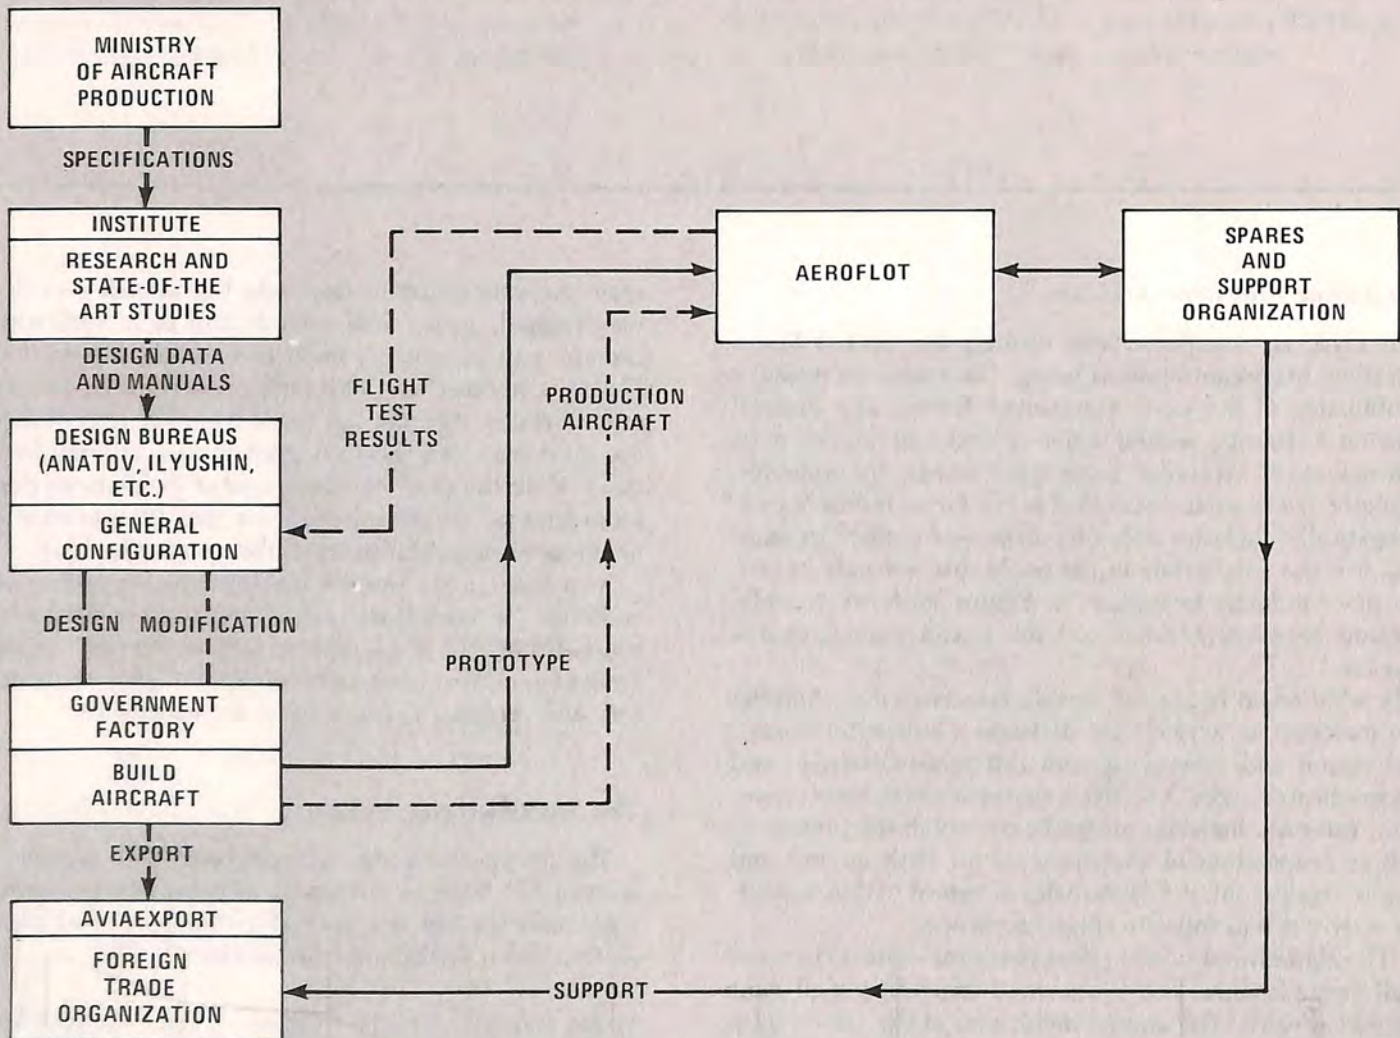 MINISTRY
OF AIRCRAFT
PRODUCTION
SPECIFICATIONS
INSTITUTE
RESEARCH AND
STATE-OF-THE
ART STUDIES
DESIGN DATA
AND MANUALS
DESIGN BUREAUS
(ANATOV, ILYUSHIN,
ETC.)
GENERAL
CONFIGURATION
DESIGN MODIFICATION
GOVERNMENT
FACTORY
BUILD
AIRCRAFT
EXPORT
AVIAEXPORT
FOREIGN
TRADE
ORGANIZATION
FLIGHT
TEST
RESULTS
PROTOTYPE
PRODUCTION
AIRCRAFT
AEROFLOT
SPARES
AND
SUPPORT
ORGANIZATION
SUPPORT